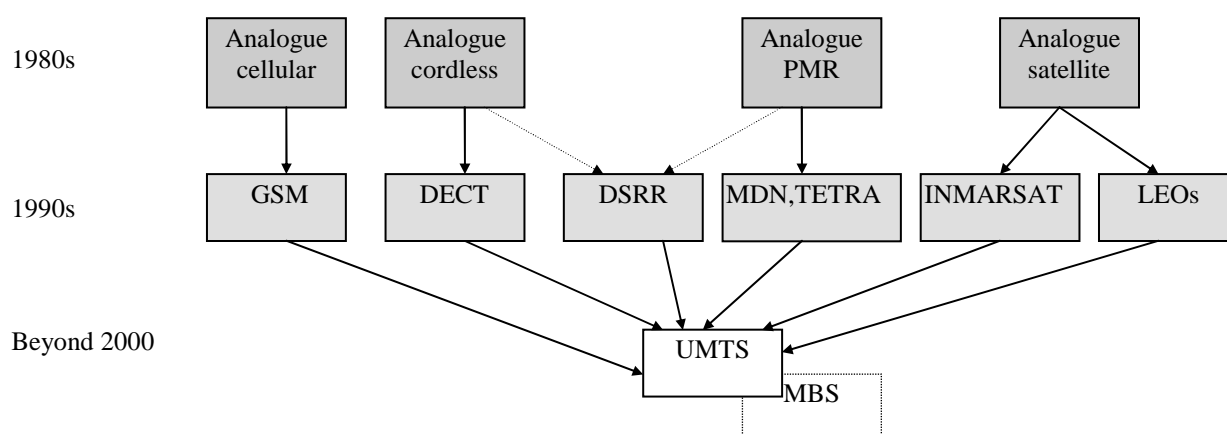 1980s
Analogue
cellular
Analogue
cordless
Analogue
PMR
Analogue
satellite
1990s
GSM
DECT
DSRR
MDN,TETRA
INMARSAT
LEOs
Beyond 2000
UMTS
MBS